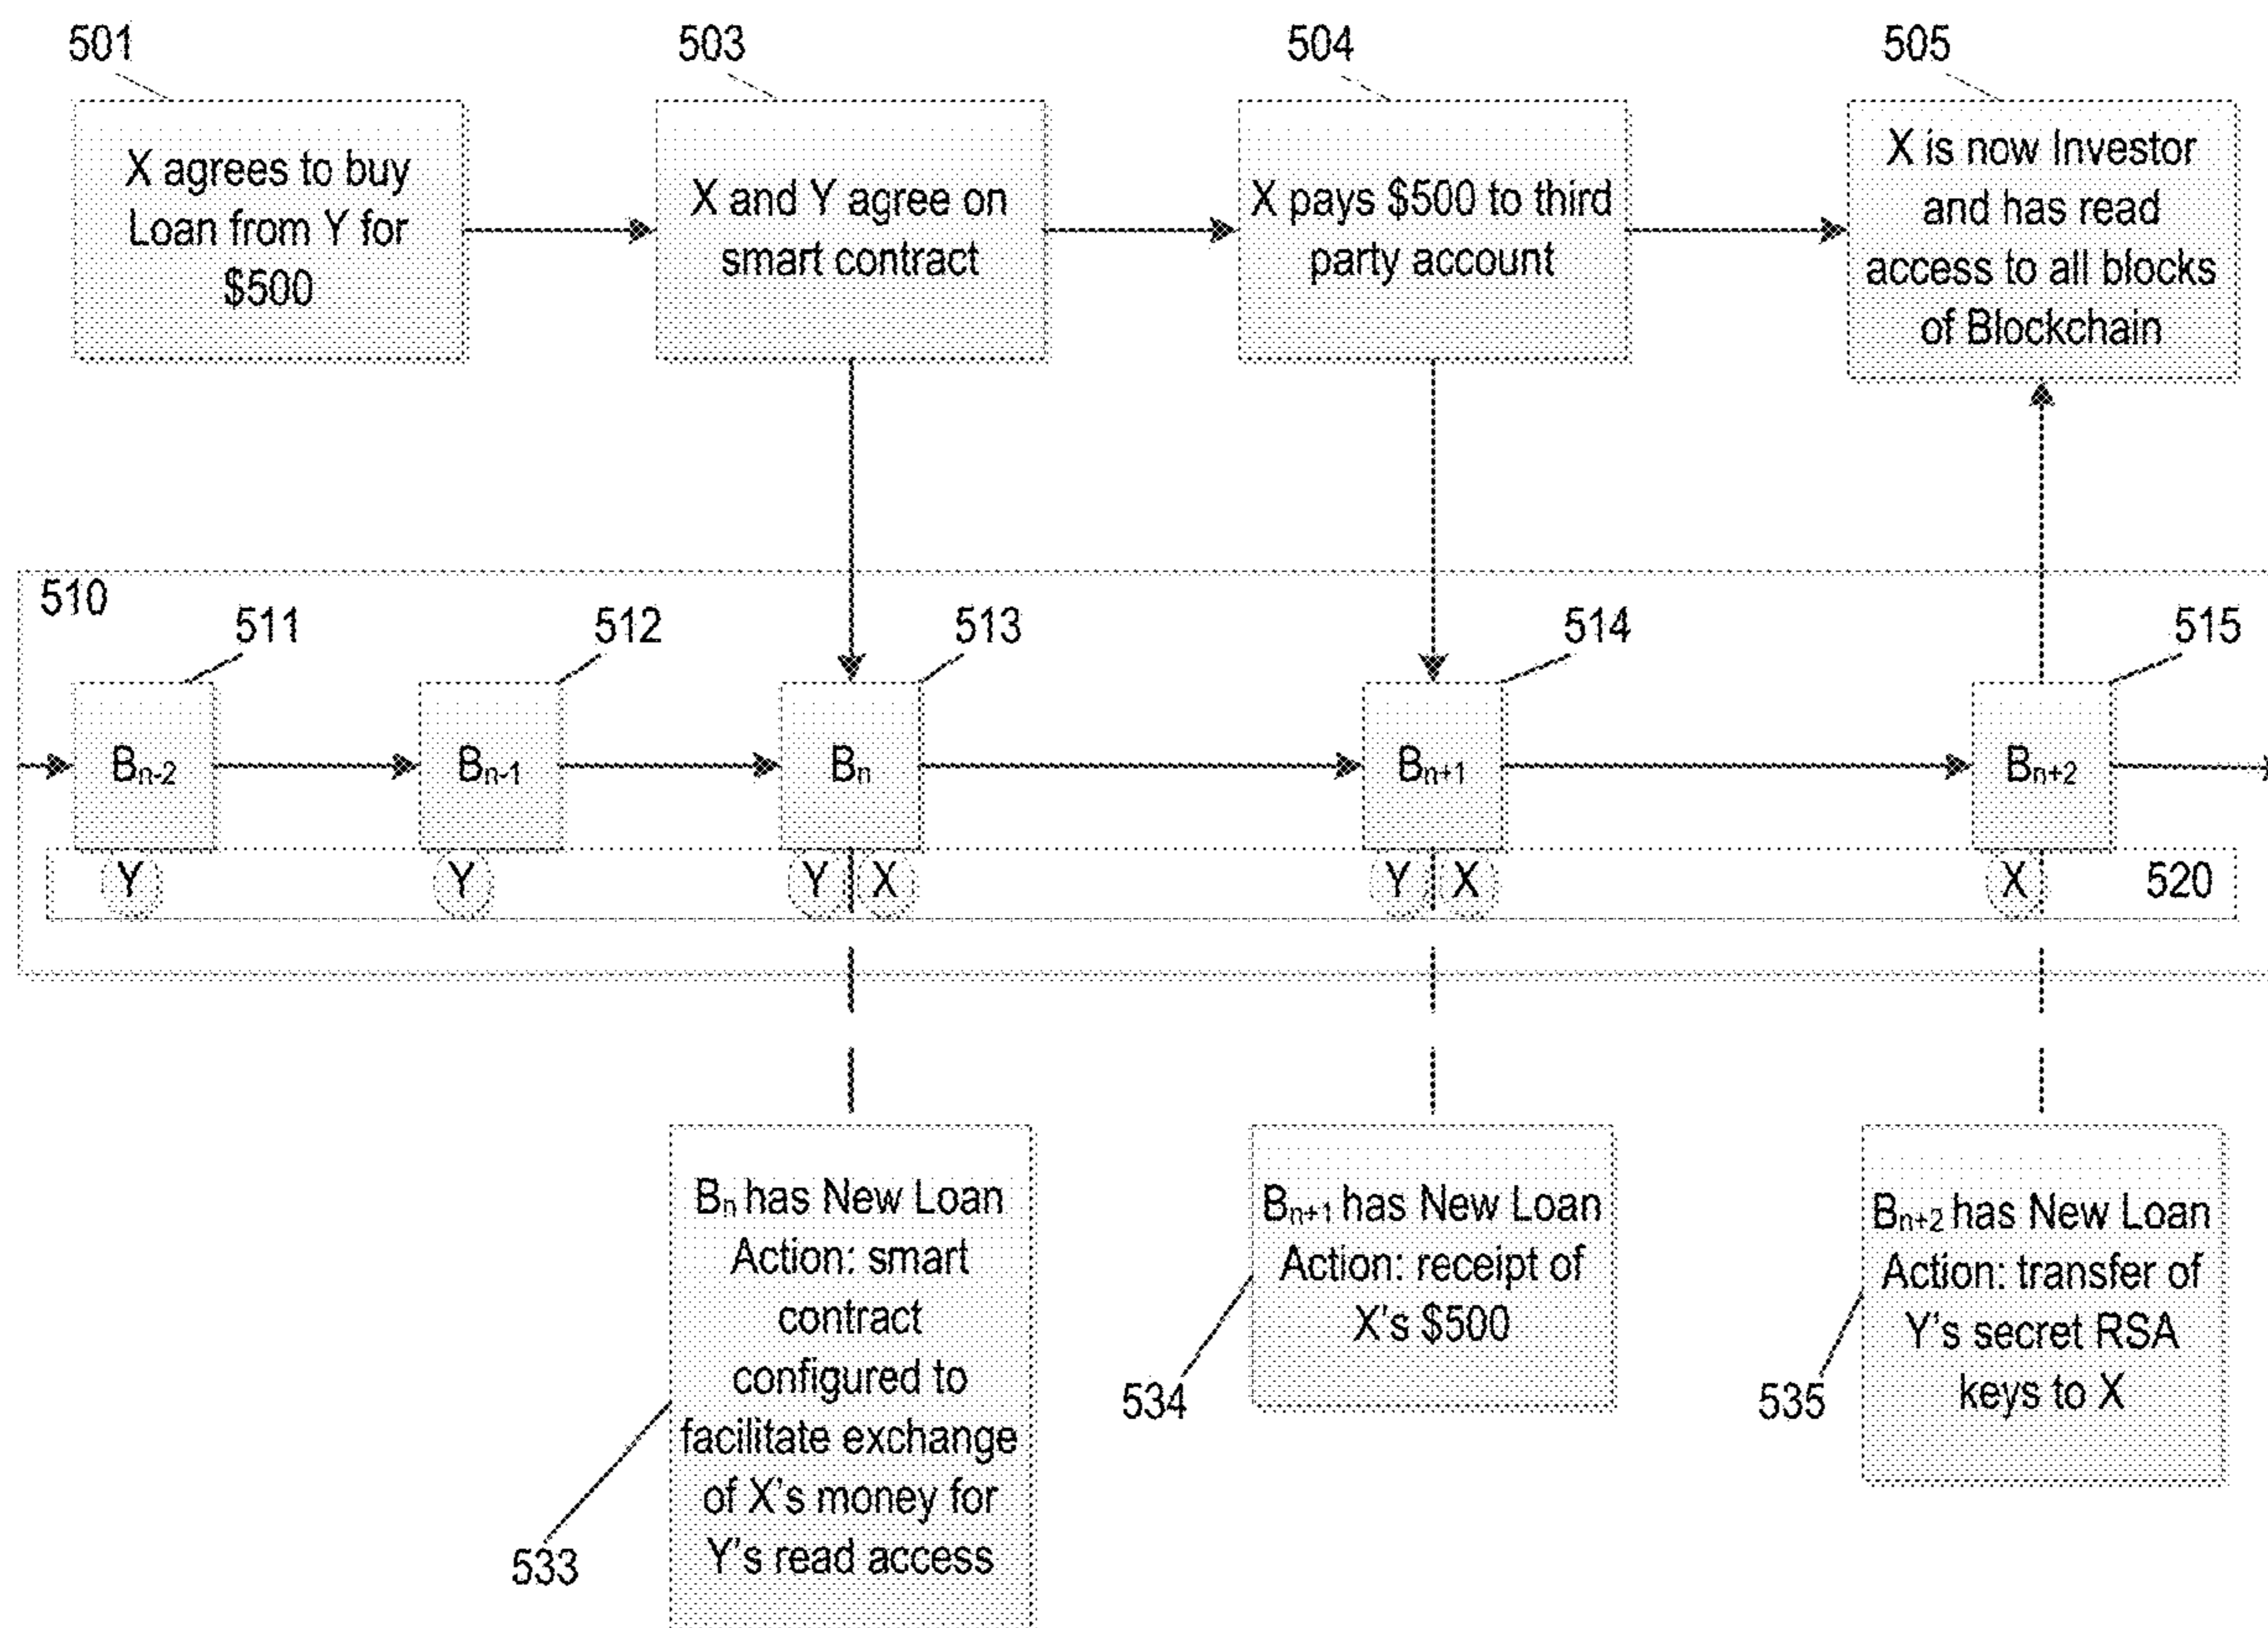 501
503
504
505
X agrees to buy
Loan from Y for
$500
X and Y agree on
smart contract
X pays $500 to third
party account
X is now Investor
and has read
access to all blocks
of Blockchain
510
511
512
513
514
515
Bn-2
Bn-1
Bn
Bn+1
Bn+2
Y
Y
Y X
Y X
X
520
Bn has New Loan
Action: smart
contract
configured to
facilitate exchange
of X's money for
Y's read access
533
Bn+1 has New Loan
Action: receipt of
X's $500
534
Bn+2 has New Loan
Action: transfer of
Y's secret RSA
keys to X
535